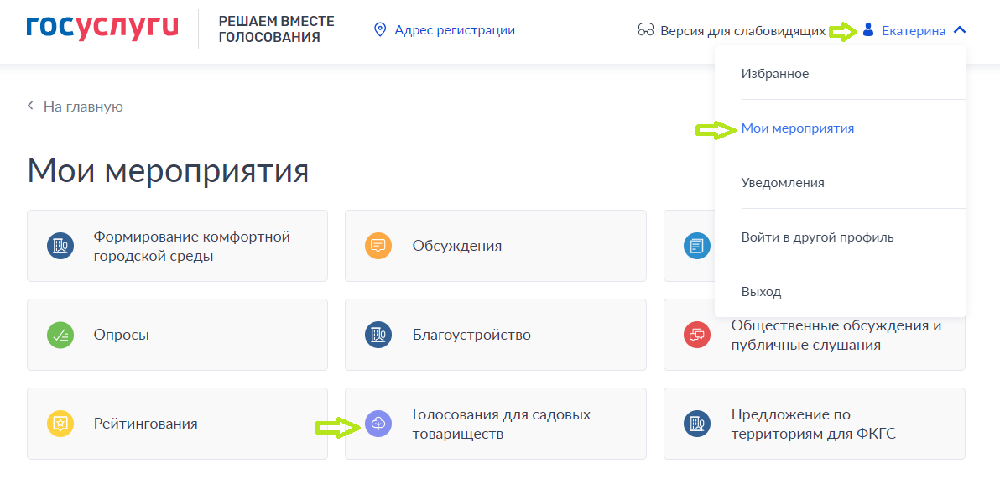 госуслуги
РЕШАЕМ ВМЕСТЕ
ГОЛОСОВАНИЯ
Адрес регистрации
Версия для слабовидящих
Екатерина
Избранное
Мои мероприятия
Уведомления
Войти в другой профиль
Выход
На главную
Мои мероприятия
Формирование комфортной
городской среды
Обсуждения
Опросы
Благоустройство
Общественные обсуждения и
публичные слушания
Рейтингования
Голосования для садовых
товариществ
Предложение по
территориям для ФКГС